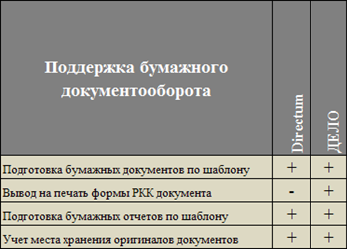 Поддержка бумажного
документооборота
Directum
ДЕЛО
Подготовка бумажных документов по шаблону + +
Вывод на печать формы РКК документа - +
Подготовка бумажных отчетов по шаблону + +
Учет места хранения оригиналов документов + +